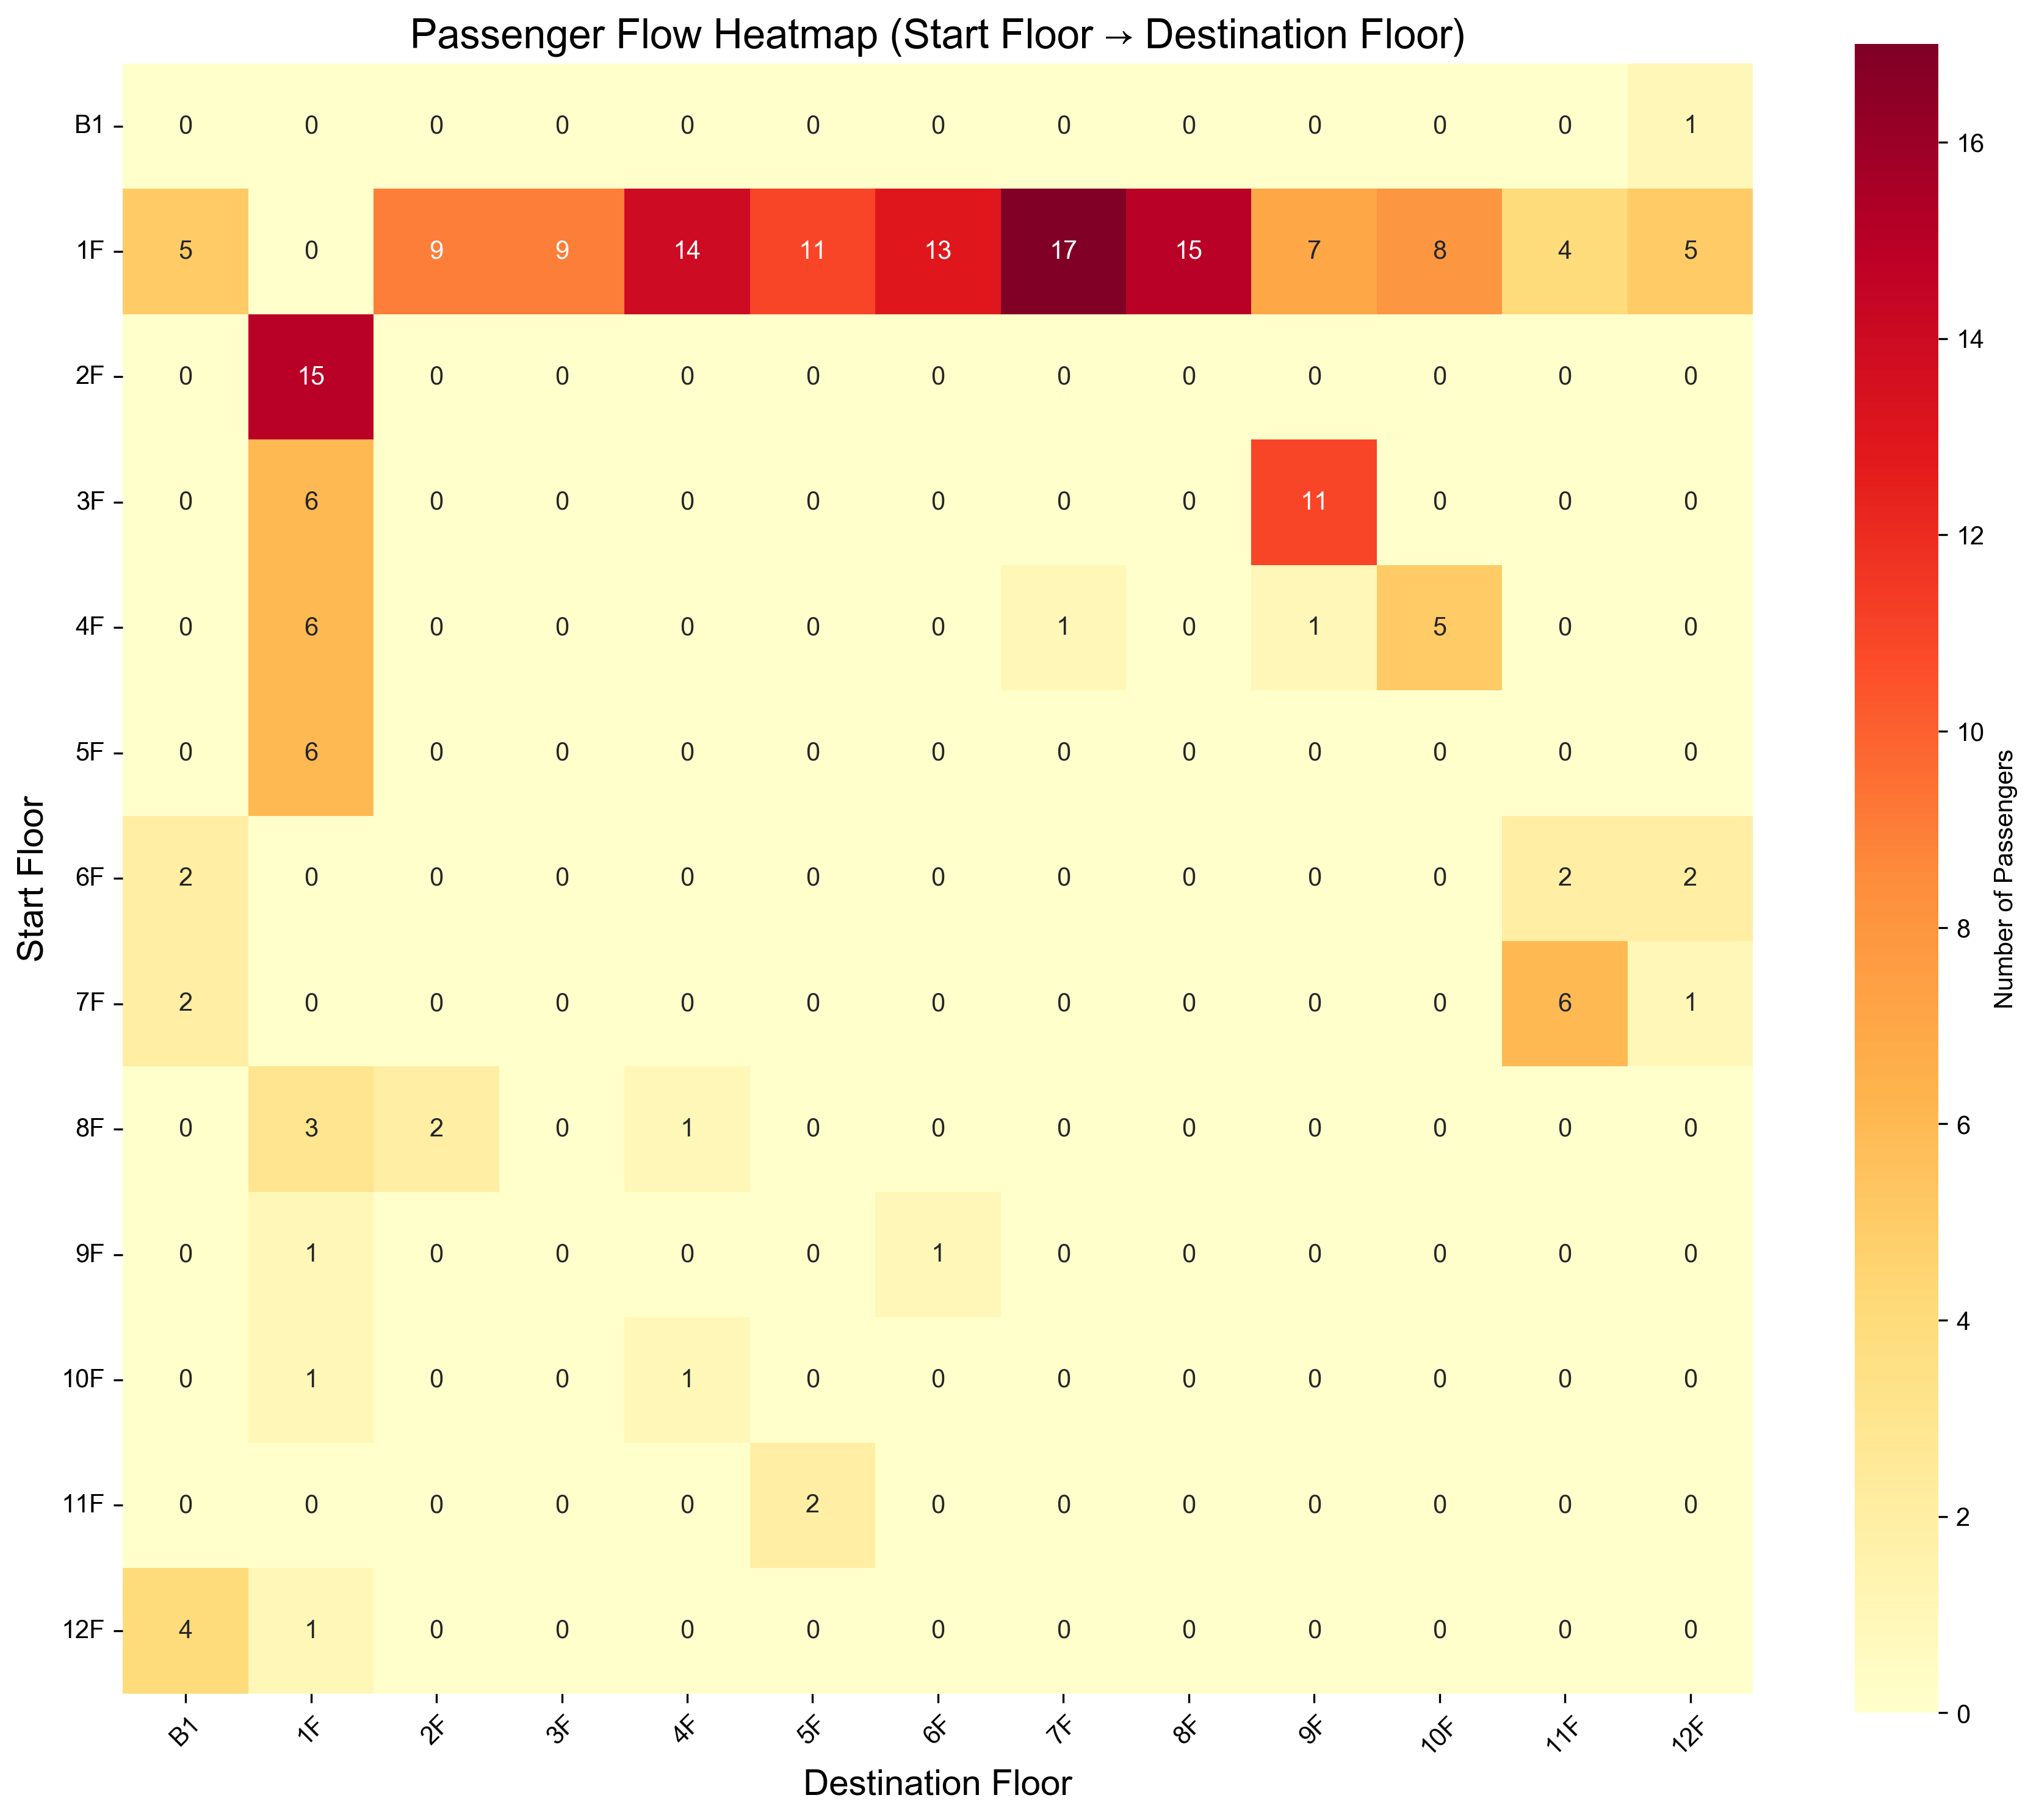 Passenger Flow Heatmap (Start Floor → Destination Floor)
B1 0 0 0 0 0 0 0 0 0 0 0 0 1
1F 5 0 9 9 14 11 13 17 15 7 8 4 5
2F 0 15 0 0 0 0 0 0 0 0 0 0 0
3F 0 6 0 0 0 0 0 0 0 11 0 0 0
4F 0 6 0 0 0 0 0 1 0 1 5 0 0
5F 0 6 0 0 0 0 0 0 0 0 0 0 0
6F 2 0 0 0 0 0 0 0 0 0 0 2 2
7F 2 0 0 0 0 0 0 0 0 0 0 6 1
8F 0 3 2 0 1 0 0 0 0 0 0 0 0
9F 0 1 0 0 0 0 1 0 0 0 0 0 0
10F 0 1 0 0 1 0 0 0 0 0 0 0 0
11F 0 0 0 0 0 2 0 0 0 0 0 0 0
12F 4 1 0 0 0 0 0 0 0 0 0 0 0
B1 1F 2F 3F 4F 5F 6F 7F 8F 9F 10F 11F 12F
Start Floor
Destination Floor
16
14
12
10
8
6
4
2
0
Number of Passengers